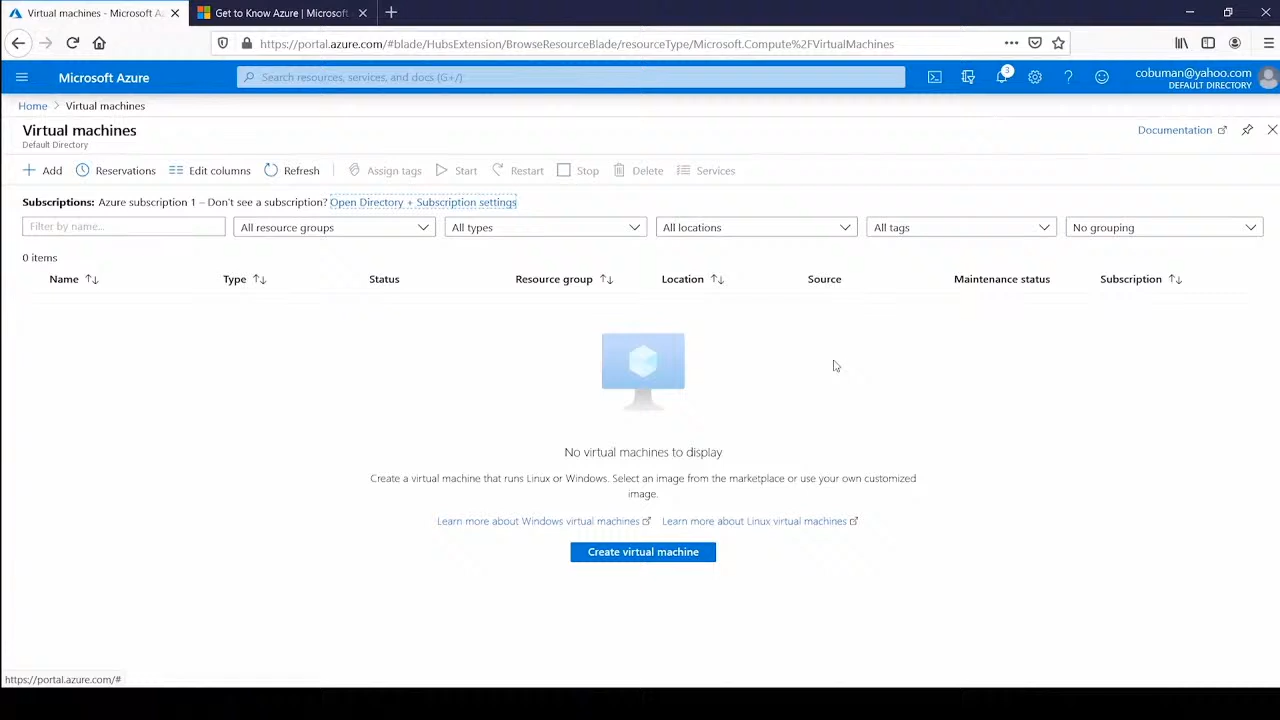 Virtual machines - Microsoft A
Get to Know Azure | Microsoft
https://portal.azure.com/#blade/HubsExtension/BrowseResourceBlade/resourceType/Microsoft.Compute%2FVirtualMachines
Microsoft Azure
Search resources, services, and docs (G+/)
3
cobuman@yahoo.com
DEFAULT DIRECTORY
Home > Virtual machines
Virtual machines
Default Directory
Documentation
Add Reservations Edit columns Refresh Assign tags Start Restart Stop Delete Services
Subscriptions: Azure subscription 1 – Don't see a subscription? Open Directory + Subscription settings
Filter by name... All resource groups All types All locations All tags No grouping
0 items
Name Type Status Resource group Location Source Maintenance status Subscription
No virtual machines to display
Create a virtual machine that runs Linux or Windows. Select an image from the marketplace or use your own customized
image.
Learn more about Windows virtual machines Learn more about Linux virtual machines
Create virtual machine
https://portal.azure.com/#